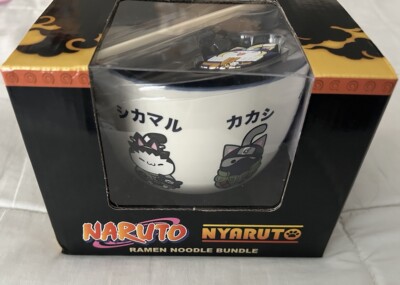 シカマル
カカシ
NARUTO
NYARUTO
RAMEN NOODLE BUNDLE